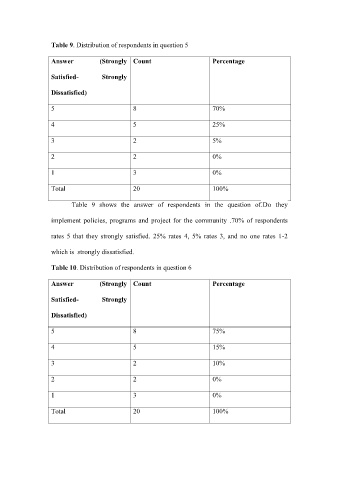 Table 9. Distribution of respondents in question 5
Answer (Strongly Count Percentage
Satisfied- Strongly
Dissatisfied)
5 8 70%
4 5 25%
3 2 5%
2 2 0%
1 3 0%
Total 20 100%
Table 9 shows the answer of respondents in the question of.Do they
implement policies, programs and project for the community .70% of respondents
rates 5 that they strongly satisfied. 25% rates 4, 5% rates 3, and no one rates 1-2
which is strongly dissatisfied.
Table 10. Distribution of respondents in question 6
Answer (Strongly Count Percentage
Satisfied- Strongly
Dissatisfied)
5 8 75%
4 5 15%
3 2 10%
2 2 0%
1 3 0%
Total 20 100%